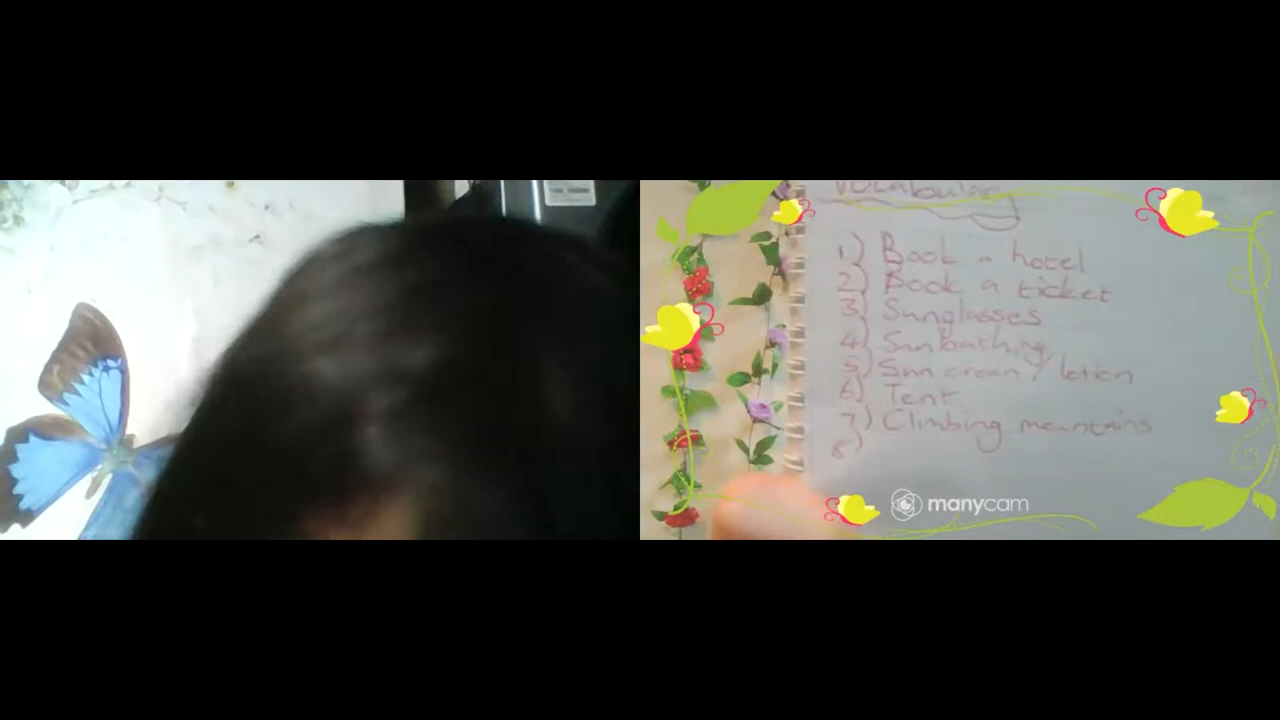 Vocabulary
1) Book a hotel
2) Book a ticket
3) Sunglasses
4) Sunbathing
5) Sun cream / lotion
6) Tent
7) Climbing mountains
8)
manycam